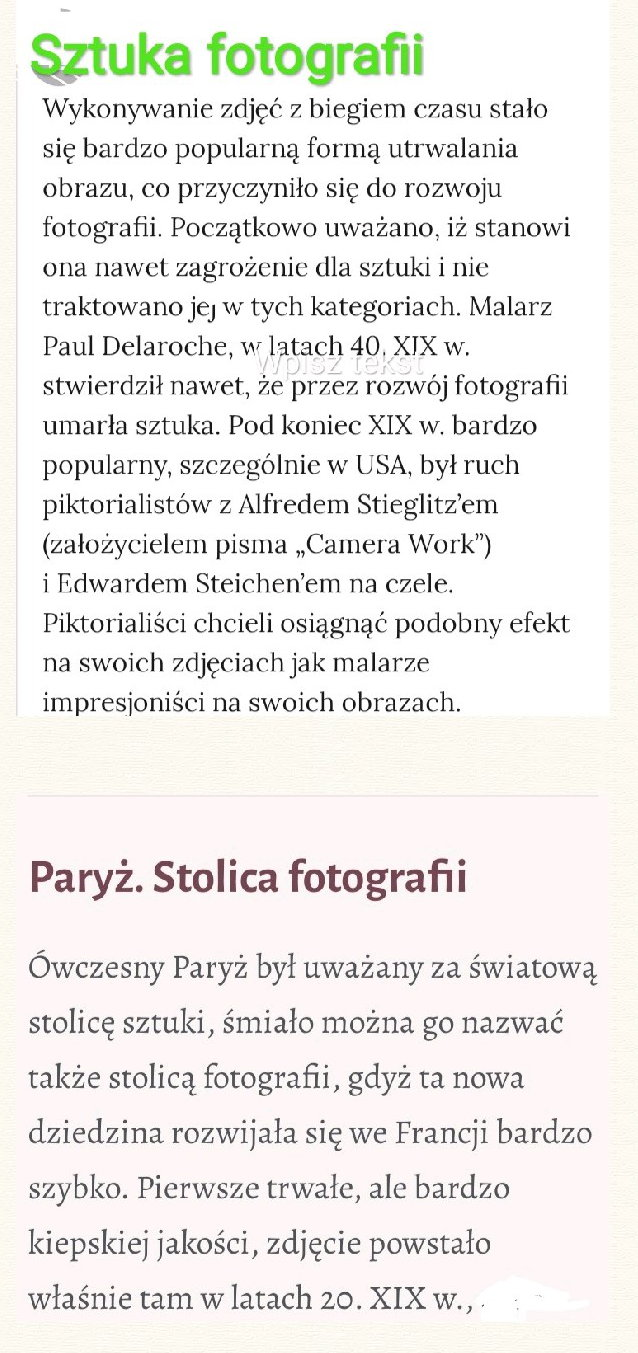 Sztuka fotografii
Wykonywanie zdjęć z biegiem czasu stało
się bardzo popularną formą utrwalania
obrazu, co przyczyniło się do rozwoju
fotografii. Początkowo uważano, iż stanowi
ona nawet zagrożenie dla sztuki i nie
traktowano jej w tych kategoriach. Malarz
Paul Delaroche, w latach 40. XIX w.
Wpisz tekst
stwierdził nawet, że przez rozwój fotografii
umarła sztuka. Pod koniec XIX w. bardzo
popularny, szczególnie w USA, był ruch
piktorialistów z Alfredem Stieglitz’em
(założycielem pisma „Camera Work”)
i Edwardem Steichen’em na czele.
Piktorialiści chcieli osiągnąć podobny efekt
na swoich zdjęciach jak malarze
impresjoniści na swoich obrazach.
Paryż. Stolica fotografii
Ówczesny Paryż był uważany za światową
stolicę sztuki, śmiało można go nazwać
także stolicą fotografii, gdyż ta nowa
dziedzina rozwijała się we Francji bardzo
szybko. Pierwsze trwałe, ale bardzo
kiepskiej jakości, zdjęcie powstało
właśnie tam w latach 20. XIX w.,